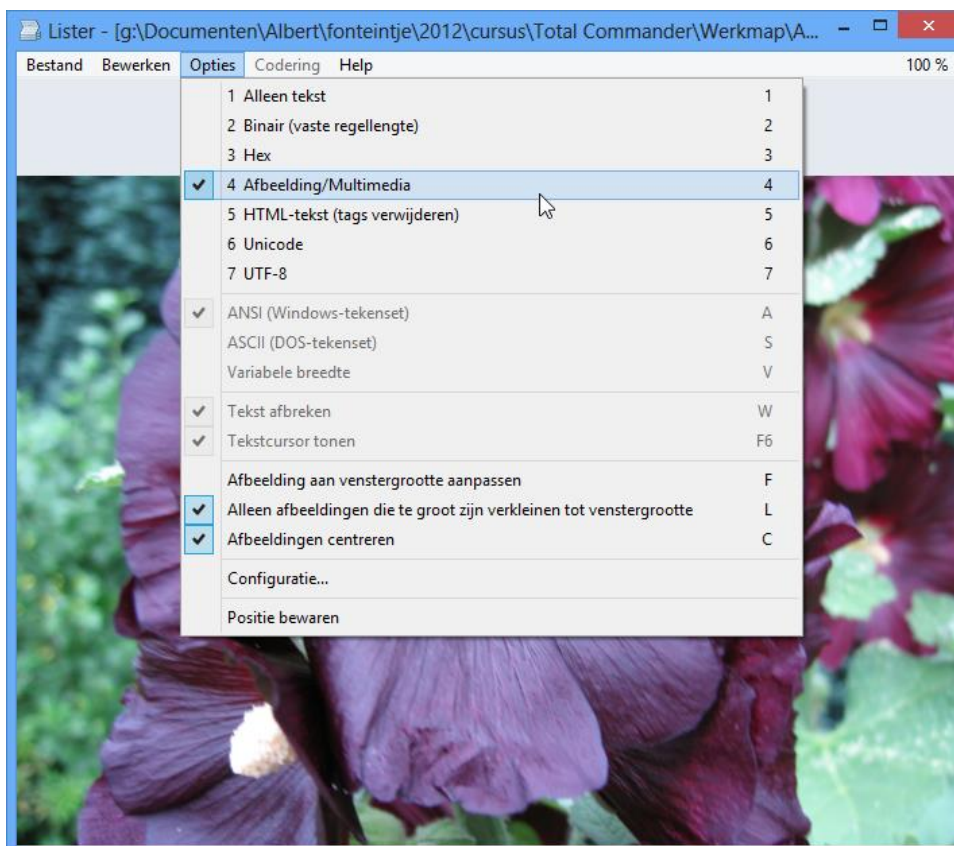 Lister - [g:\Documenten\Albert\fonteintje\2012\cursus\Total Commander\Werkmap\A...
Bestand Bewerken Opties Codering Help 100 %
1 Alleen tekst 1
2 Binair (vaste regellengte) 2
3 Hex 3
4 Afbeelding/Multimedia 4
5 HTML-tekst (tags verwijderen) 5
6 Unicode 6
7 UTF-8 7
ANSI (Windows-tekenset) A
ASCII (DOS-tekenset) S
Variabele breedte V
Tekst afbreken W
Tekstcursor tonen F6
Afbeelding aan venstergrootte aanpassen F
Alleen afbeeldingen die te groot zijn verkleinen tot venstergrootte L
Afbeeldingen centreren C
Configuratie...
Positie bewaren